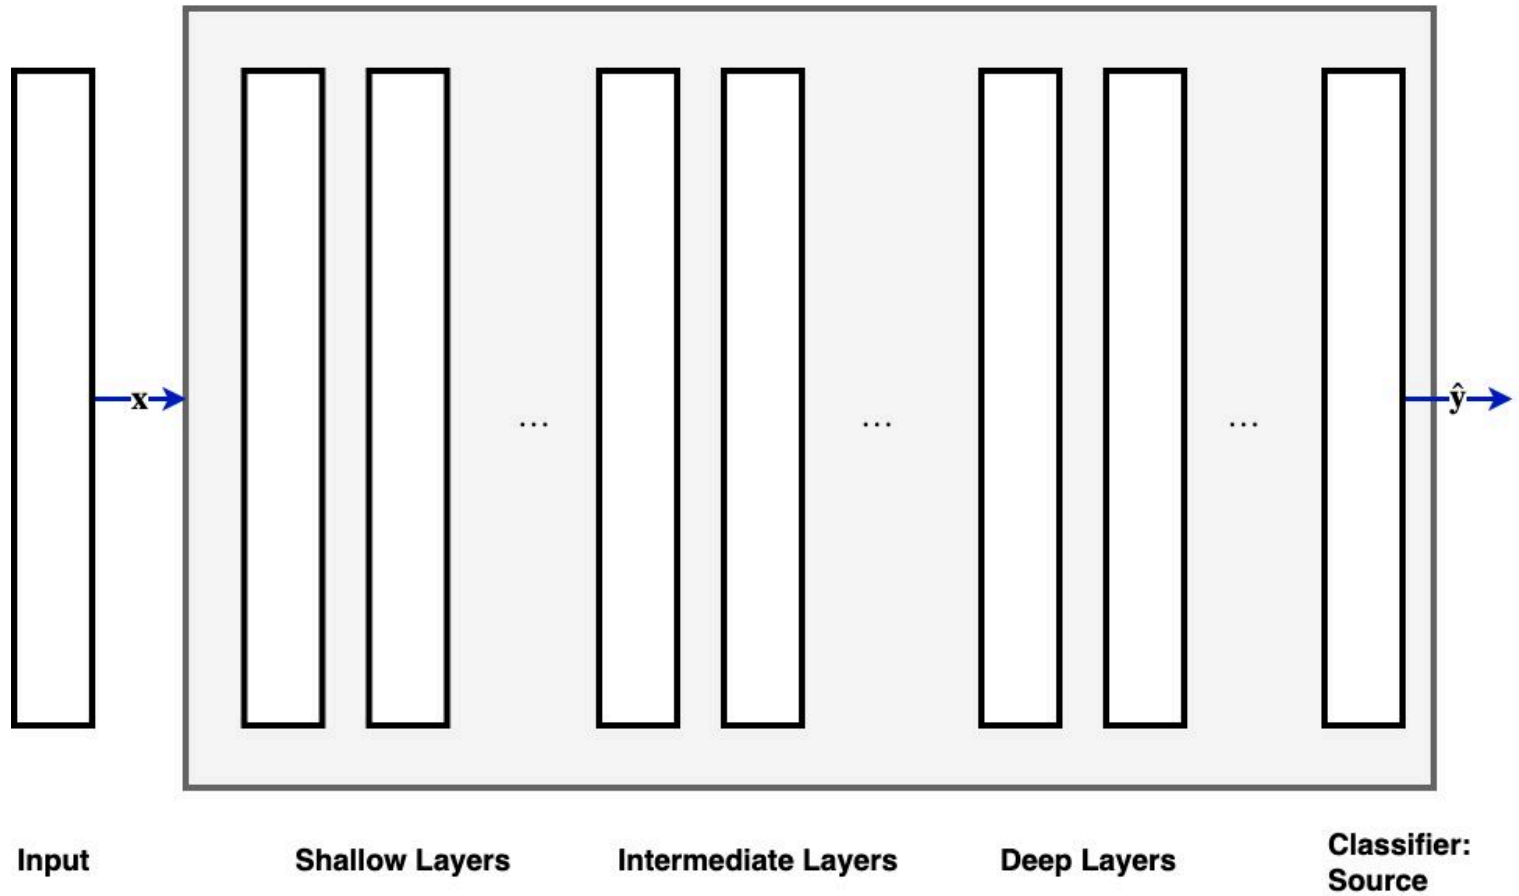 x
ŷ
... ... ...
Input
Shallow Layers
Intermediate Layers
Deep Layers
Classifier:
Source